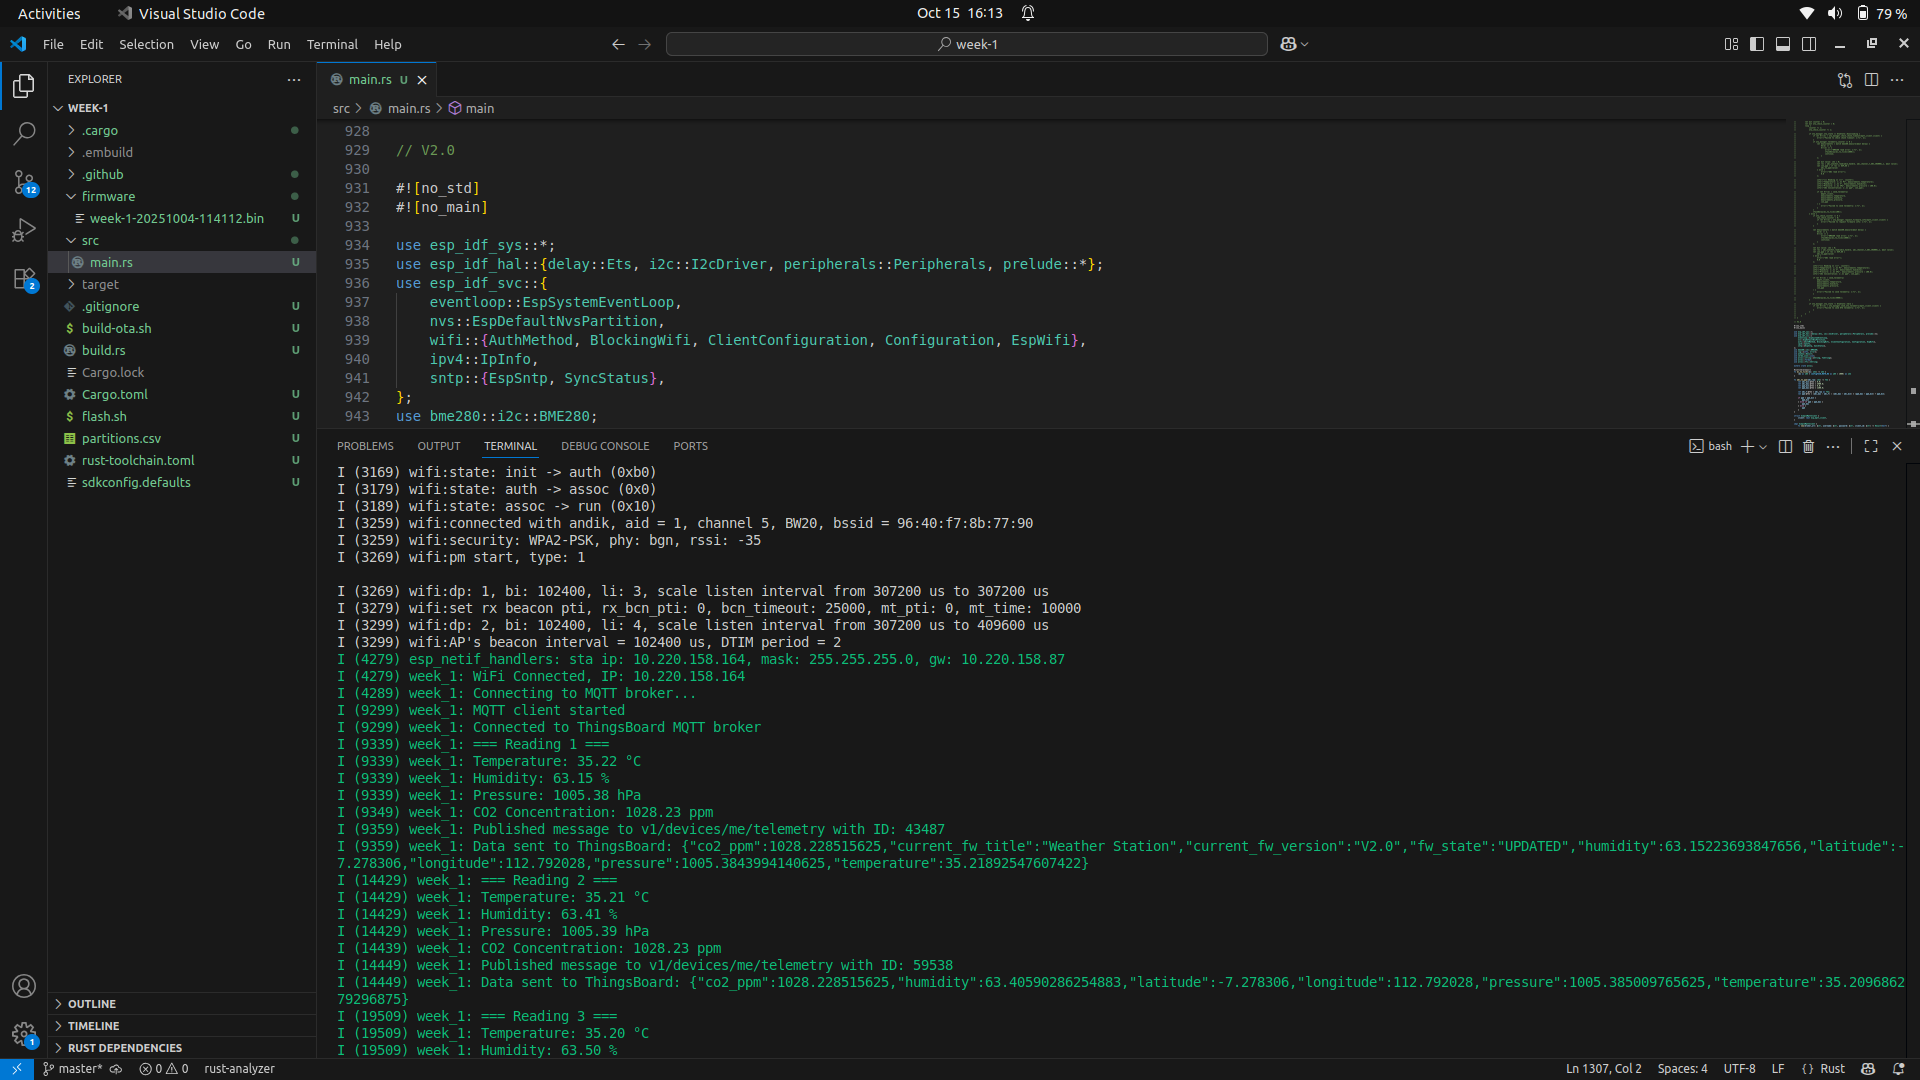 Activities
Visual Studio Code
Oct 15 16:13
79 %
File Edit Selection View Go Run Terminal Help
week-1
EXPLORER
WEEK-1
.cargo
.embuild
.github
firmware
week-1-20251004-114112.bin U
src
main.rs U
target
.gitignore U
build-ota.sh U
build.rs U
Cargo.lock
Cargo.toml U
flash.sh U
partitions.csv U
rust-toolchain.toml U
sdkconfig.defaults U
OUTLINE
TIMELINE
RUST DEPENDENCIES
12
2
1
main.rs U
src > main.rs > main
928
929 // V2.0
930
931 #![no_std]
932 #![no_main]
933
934 use esp_idf_sys::*;
935 use esp_idf_hal::{delay::Ets, i2c::I2cDriver, peripherals::Peripherals, prelude::*};
936 use esp_idf_svc::{
937 eventloop::EspSystemEventLoop,
938 nvs::EspDefaultNvsPartition,
939 wifi::{AuthMethod, BlockingWifi, ClientConfiguration, Configuration, EspWifi},
940 ipv4::IpInfo,
941 sntp::{EspSntp, SyncStatus},
942 };
943 use bme280::i2c::BME280;
PROBLEMS OUTPUT TERMINAL DEBUG CONSOLE PORTS
bash
I (3169) wifi:state: init -> auth (0xb0)
I (3179) wifi:state: auth -> assoc (0x0)
I (3189) wifi:state: assoc -> run (0x10)
I (3259) wifi:connected with andik, aid = 1, channel 5, BW20, bssid = 96:40:f7:8b:77:90
I (3259) wifi:security: WPA2-PSK, phy: bgn, rssi: -35
I (3269) wifi:pm start, type: 1
I (3269) wifi:dp: 1, bi: 102400, li: 3, scale listen interval from 307200 us to 307200 us
I (3279) wifi:set rx beacon pti, rx_bcn_pti: 0, bcn_timeout: 25000, mt_pti: 0, mt_time: 10000
I (3299) wifi:dp: 2, bi: 102400, li: 4, scale listen interval from 307200 us to 409600 us
I (3299) wifi:AP's beacon interval = 102400 us, DTIM period = 2
I (4279) esp_netif_handlers: sta ip: 10.220.158.164, mask: 255.255.255.0, gw: 10.220.158.87
I (4279) week_1: WiFi Connected, IP: 10.220.158.164
I (4289) week_1: Connecting to MQTT broker...
I (9299) week_1: MQTT client started
I (9299) week_1: Connected to ThingsBoard MQTT broker
I (9339) week_1: === Reading 1 ===
I (9339) week_1: Temperature: 35.22 °C
I (9339) week_1: Humidity: 63.15 %
I (9339) week_1: Pressure: 1005.38 hPa
I (9349) week_1: CO2 Concentration: 1028.23 ppm
I (9359) week_1: Published message to v1/devices/me/telemetry with ID: 43487
I (9359) week_1: Data sent to ThingsBoard: {"co2_ppm":1028.228515625,"current_fw_title":"Weather Station","current_fw_version":"V2.0","fw_state":"UPDATED","humidity":63.15223693847656,"latitude":-
7.278306,"longitude":112.792028,"pressure":1005.3843994140625,"temperature":35.21892547607422}
I (14429) week_1: === Reading 2 ===
I (14429) week_1: Temperature: 35.21 °C
I (14429) week_1: Humidity: 63.41 %
I (14429) week_1: Pressure: 1005.39 hPa
I (14439) week_1: CO2 Concentration: 1028.23 ppm
I (14449) week_1: Published message to v1/devices/me/telemetry with ID: 59538
I (14449) week_1: Data sent to ThingsBoard: {"co2_ppm":1028.228515625,"humidity":63.40590286254883,"latitude":-7.278306,"longitude":112.792028,"pressure":1005.385009765625,"temperature":35.2096862
79296875}
I (19509) week_1: === Reading 3 ===
I (19509) week_1: Temperature: 35.20 °C
I (19509) week_1: Humidity: 63.50 %
master* 0 0 rust-analyzer
Ln 1307, Col 2 Spaces: 4 UTF-8 LF {} Rust